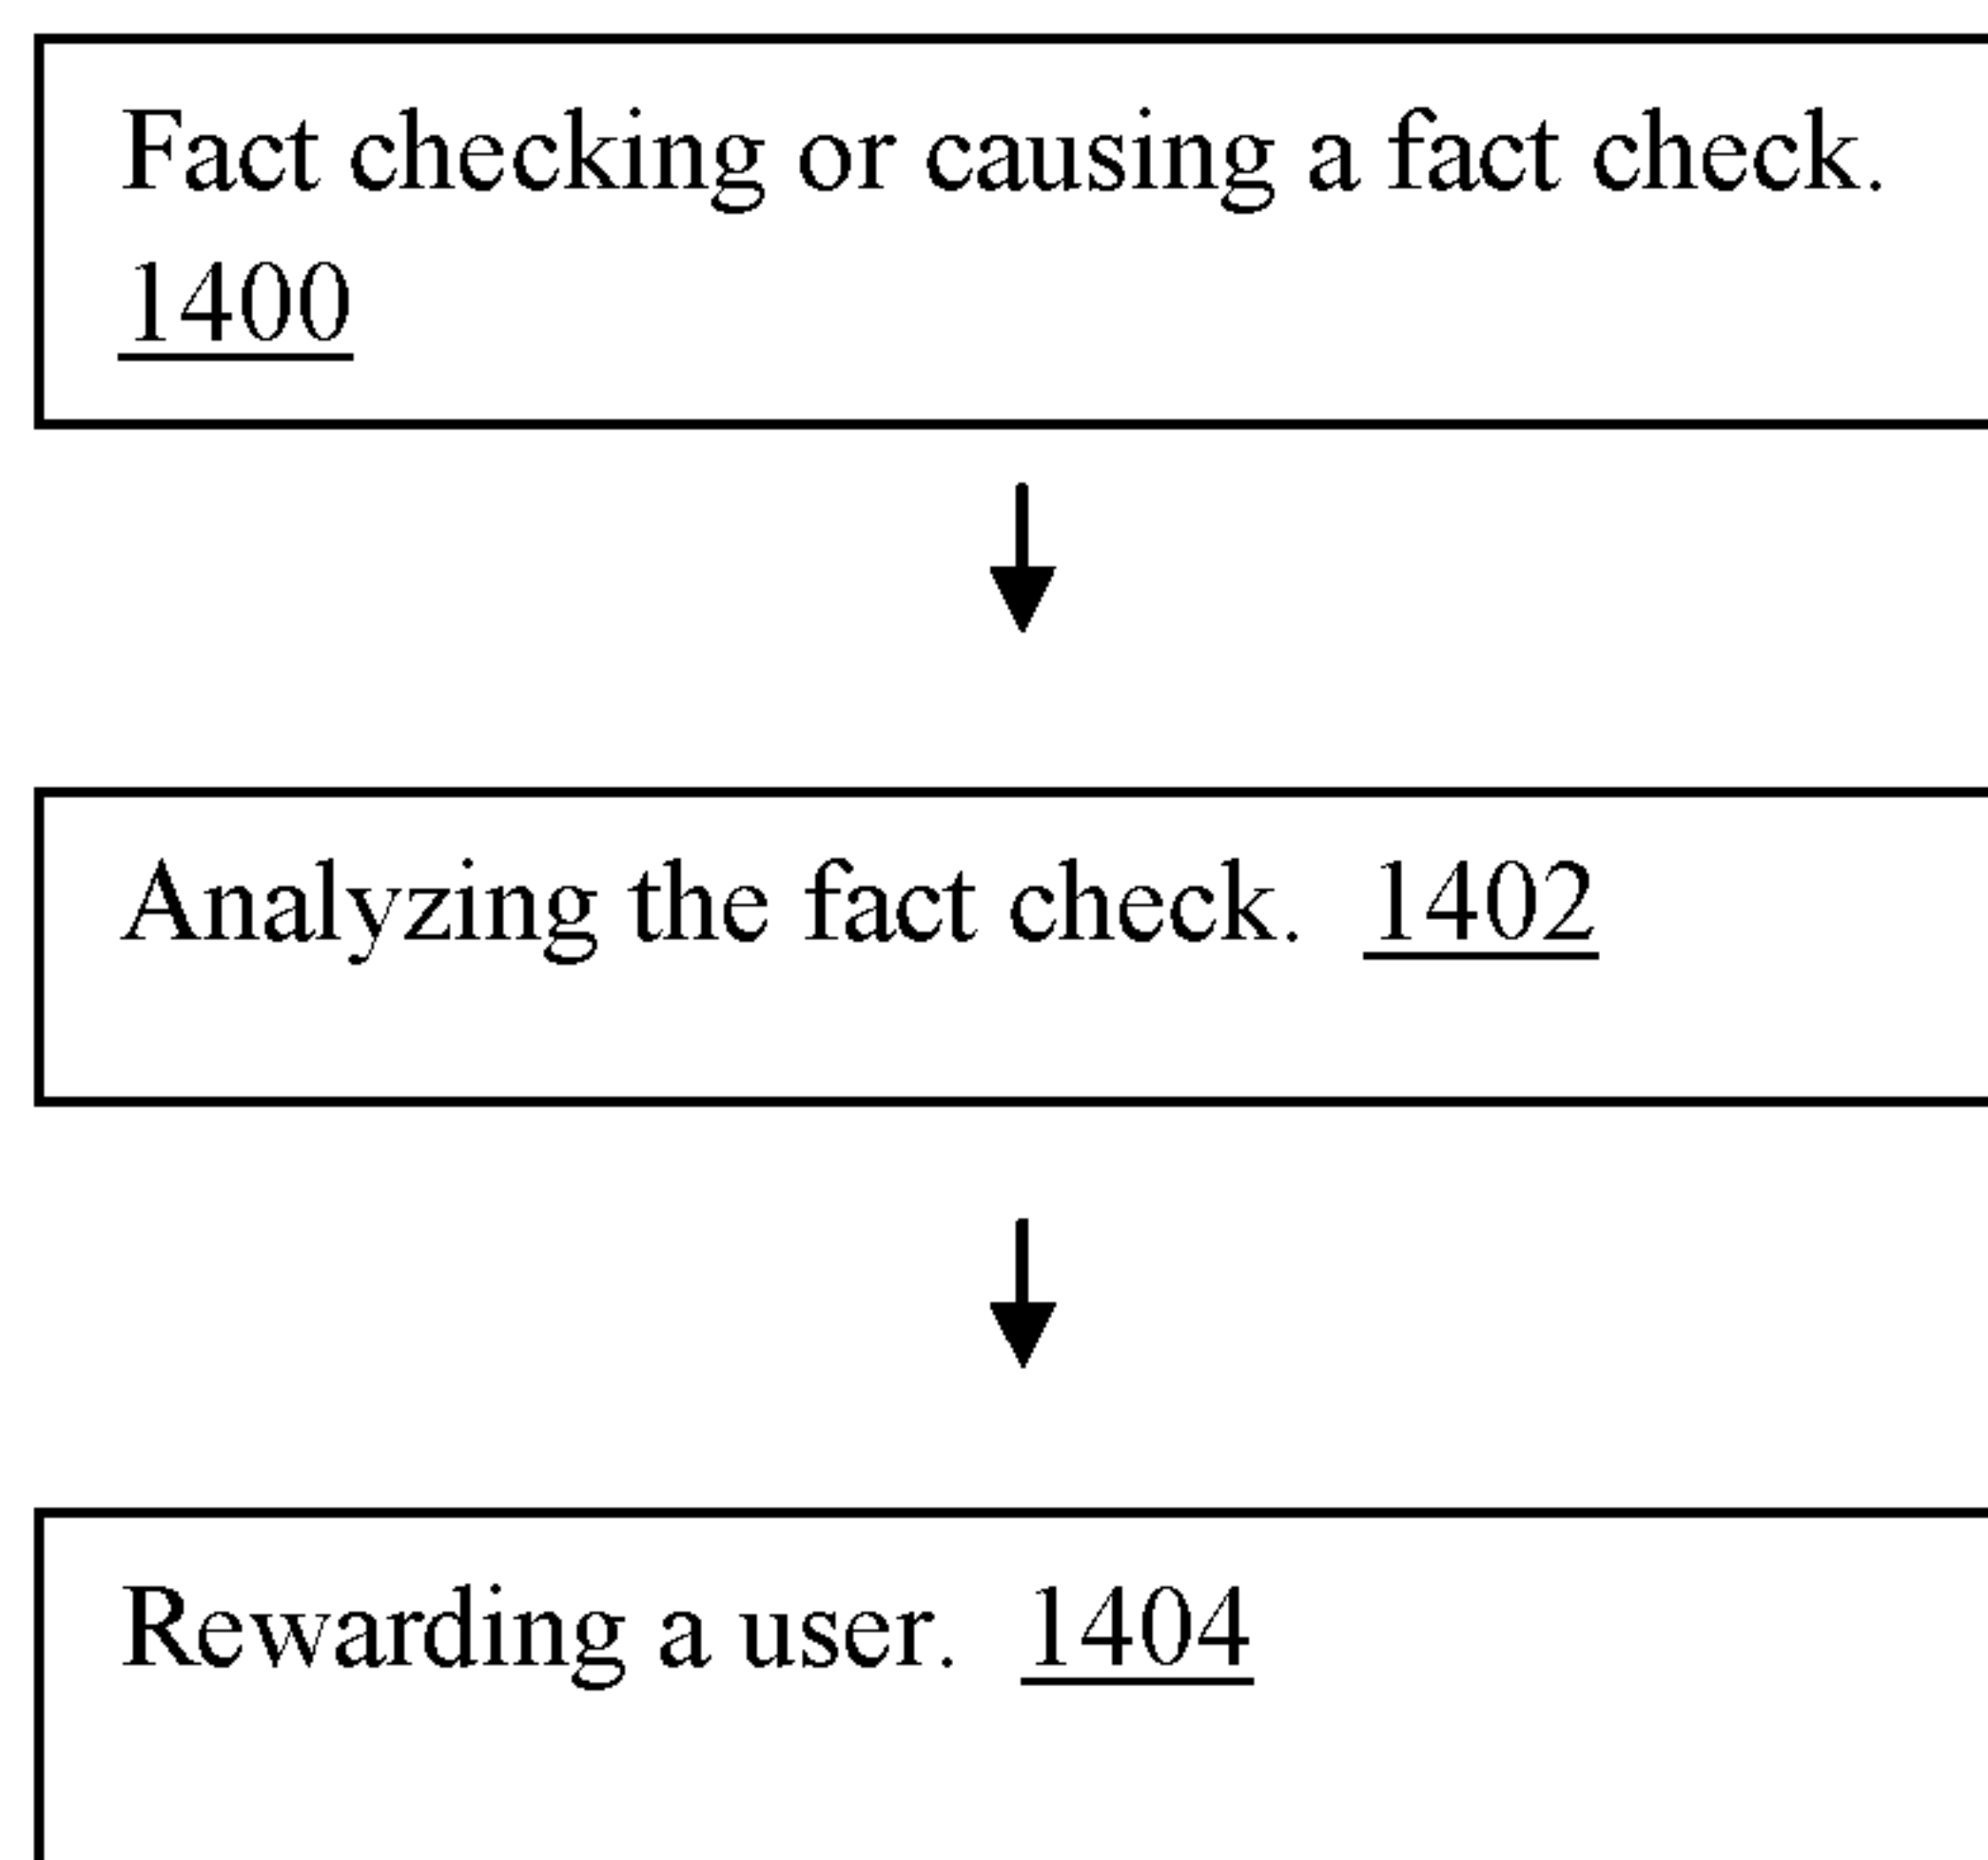 Fact checking or causing a fact check.
1400
Analyzing the fact check. 1402
Rewarding a user. 1404